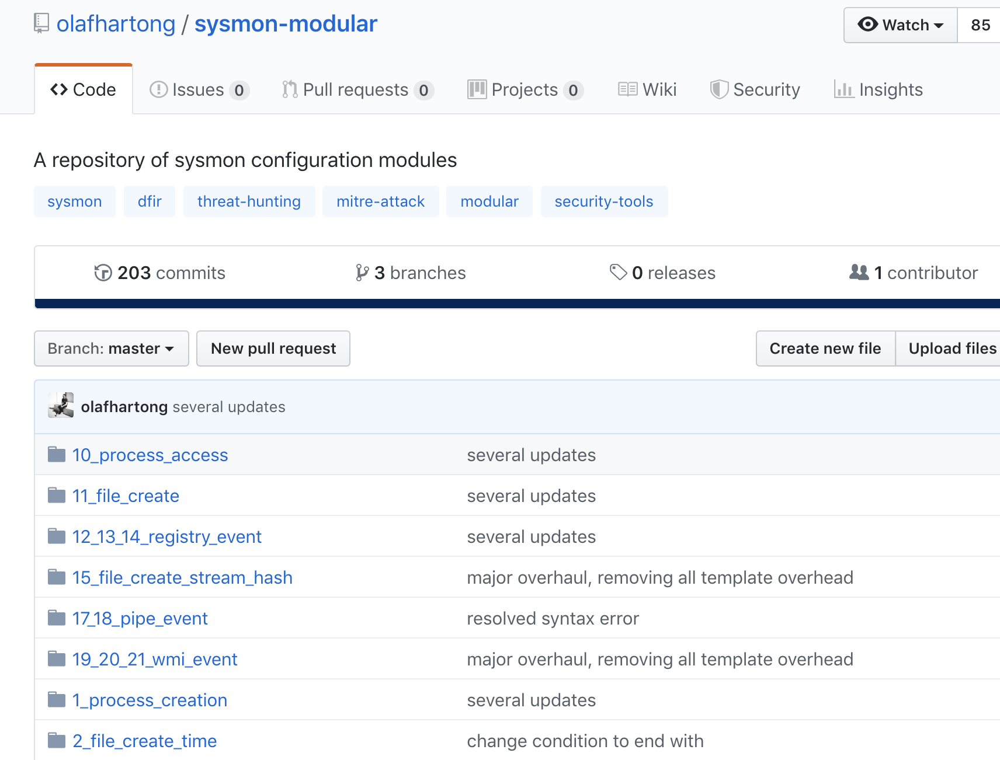 olafhartong / sysmon-modular
Watch 85
Code Issues 0 Pull requests 0 Projects 0 Wiki Security Insights
A repository of sysmon configuration modules
sysmon dfir threat-hunting mitre-attack modular security-tools
203 commits 3 branches 0 releases 1 contributor
Branch: master New pull request Create new file Upload files
olafhartong several updates
10_process_access several updates
11_file_create several updates
12_13_14_registry_event several updates
15_file_create_stream_hash major overhaul, removing all template overhead
17_18_pipe_event resolved syntax error
19_20_21_wmi_event major overhaul, removing all template overhead
1_process_creation several updates
2_file_create_time change condition to end with